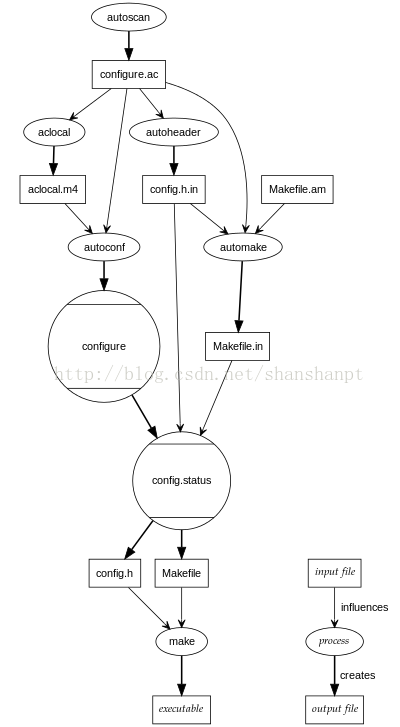 autoscan
configure.ac
aclocal
autoheader
aclocal.m4
config.h.in
Makefile.am
autoconf
automake
configure
Makefile.in
http://blog.csdn.net/shanshanpt
config.status
config.h
Makefile
input file
influences
make
process
creates
executable
output file